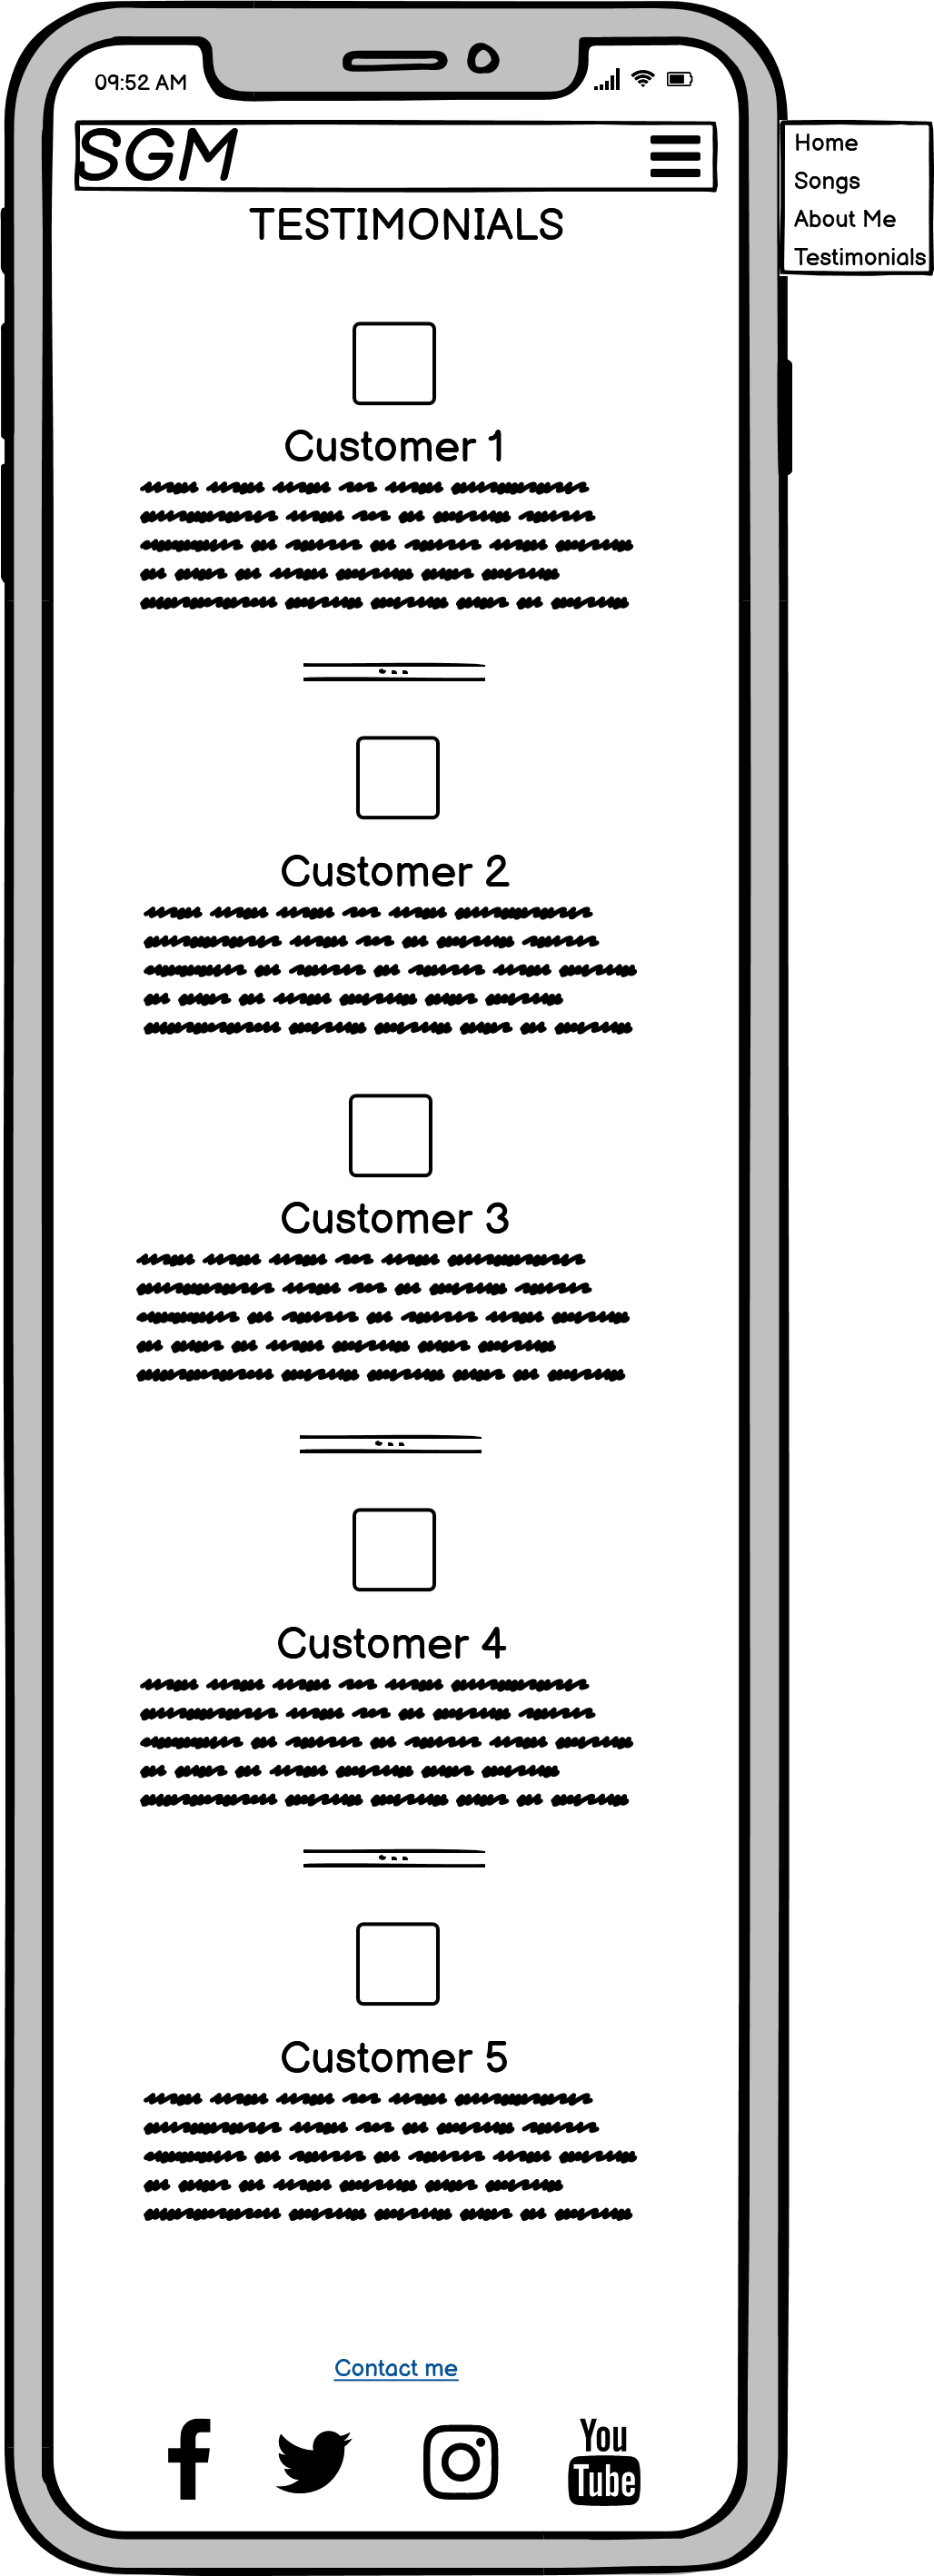 09:52 AM
SGM
Home
Songs
About Me
Testimonials
TESTIMONIALS
Customer 1
Customer 2
Customer 3
Customer 4
Customer 5
Contact me
You
Tube